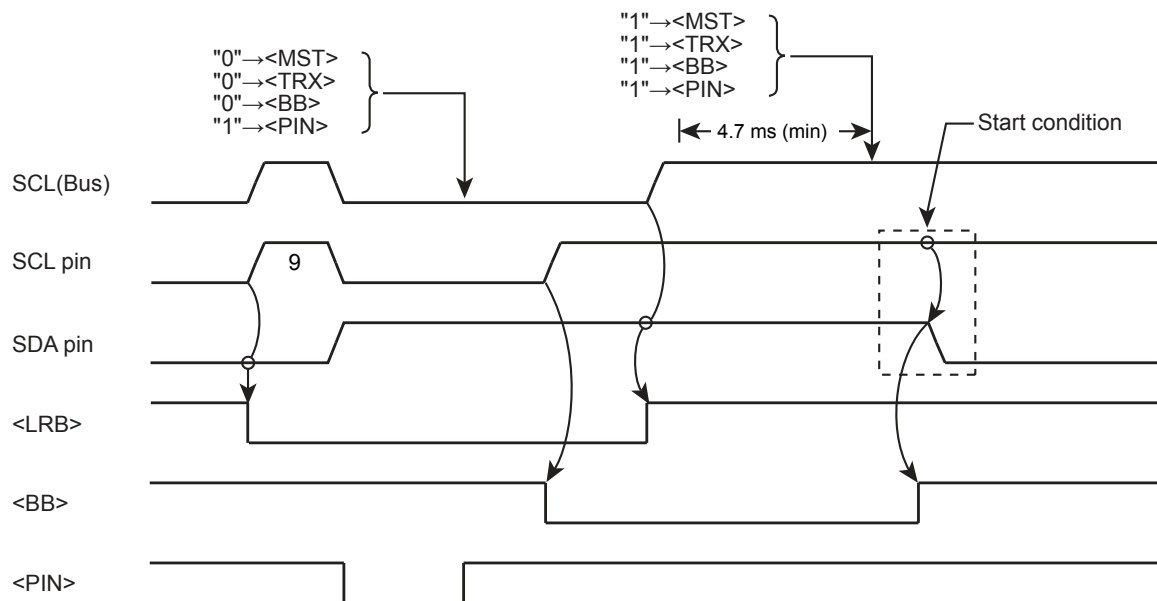 "0"→<MST>
"0"→<TRX>
"0"→<BB>
"1"→<PIN>
"1"→<MST>
"1"→<TRX>
"1"→<BB>
"1"→<PIN>
4.7 ms (min)
Start condition
SCL(Bus)
SCL pin
9
SDA pin
<LRB>
<BB>
<PIN>